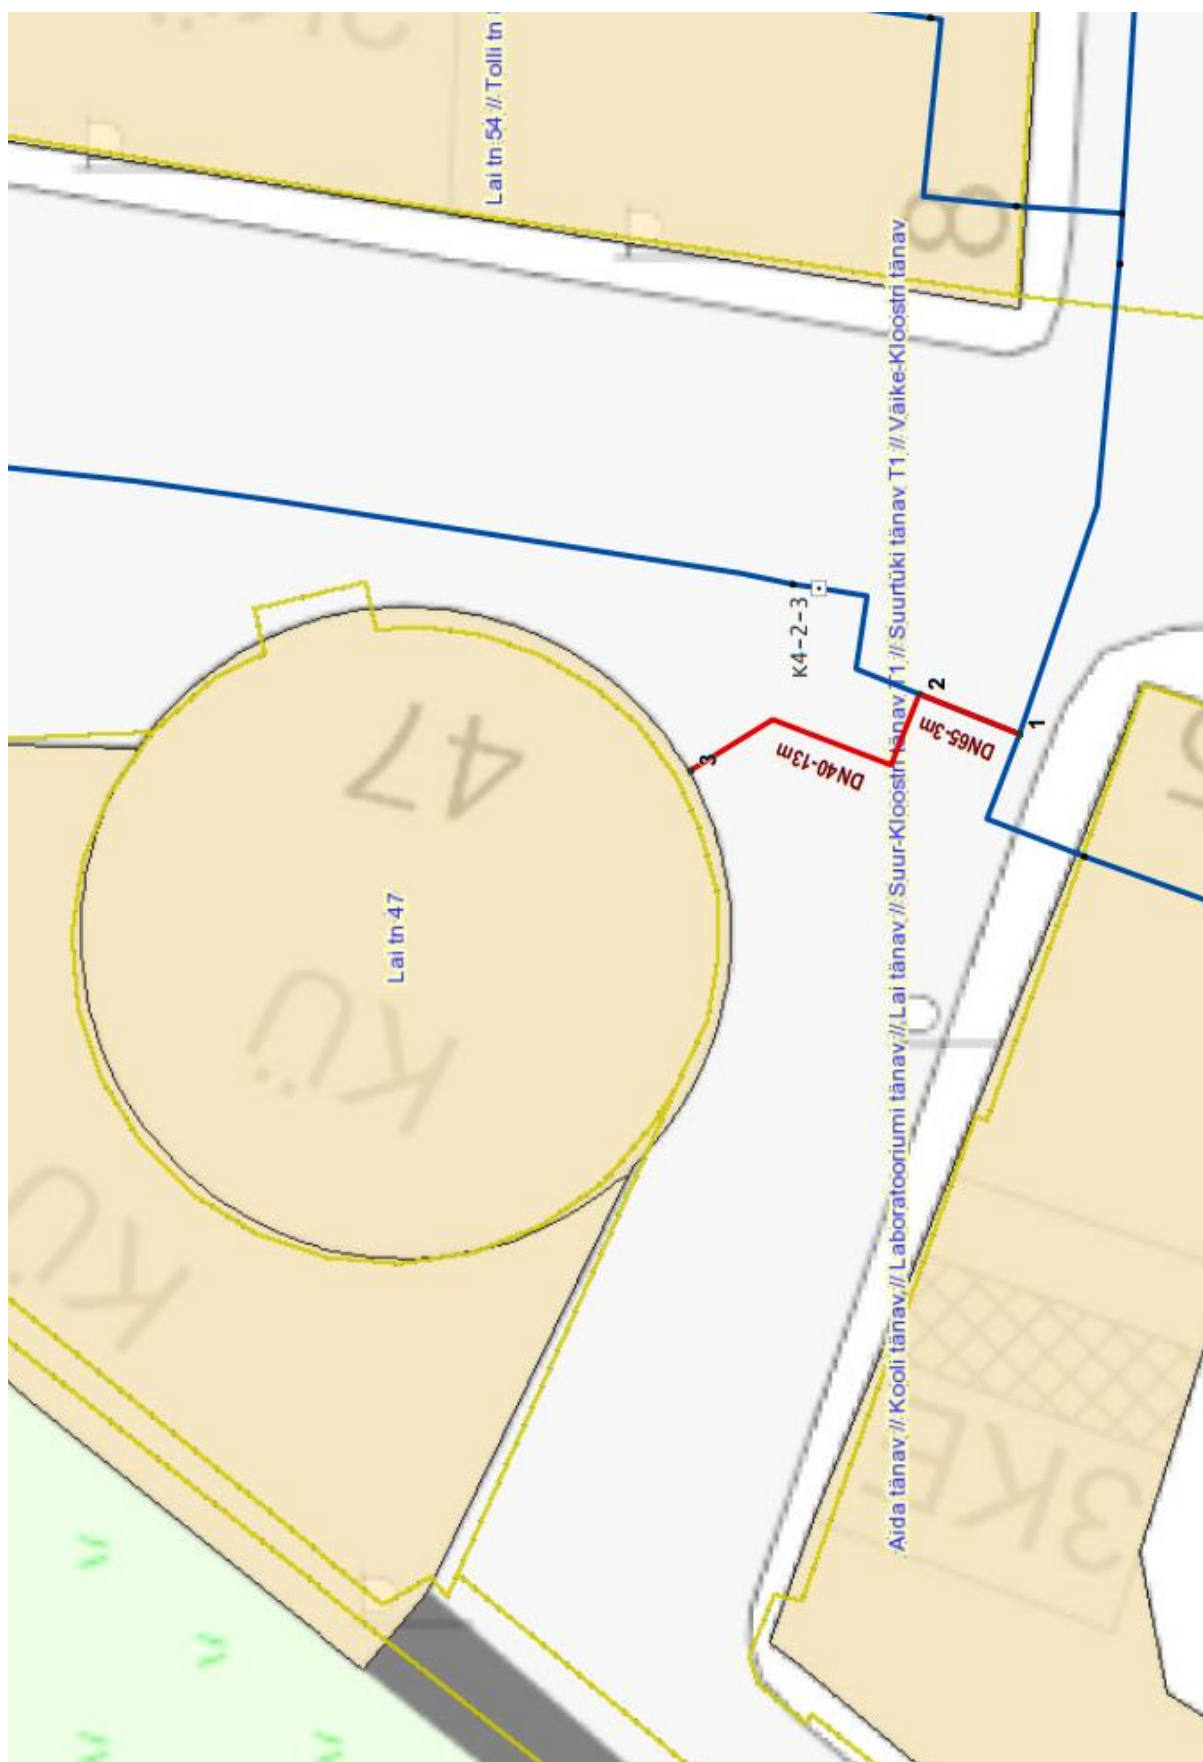 Lai tn 54 // Tolli tn
8
Aida tänav // Kooli tänav // Laboratooriumi tänav // Lai tänav // Suur-Kloostri tänav T1 // Suurtüki tänav T1 // Väike-Kloostri tänav
K4-2-3
2
DN65-3m
1
3
DN40-13m
47
Lai tn 47
KÜ
KÜ
3KE